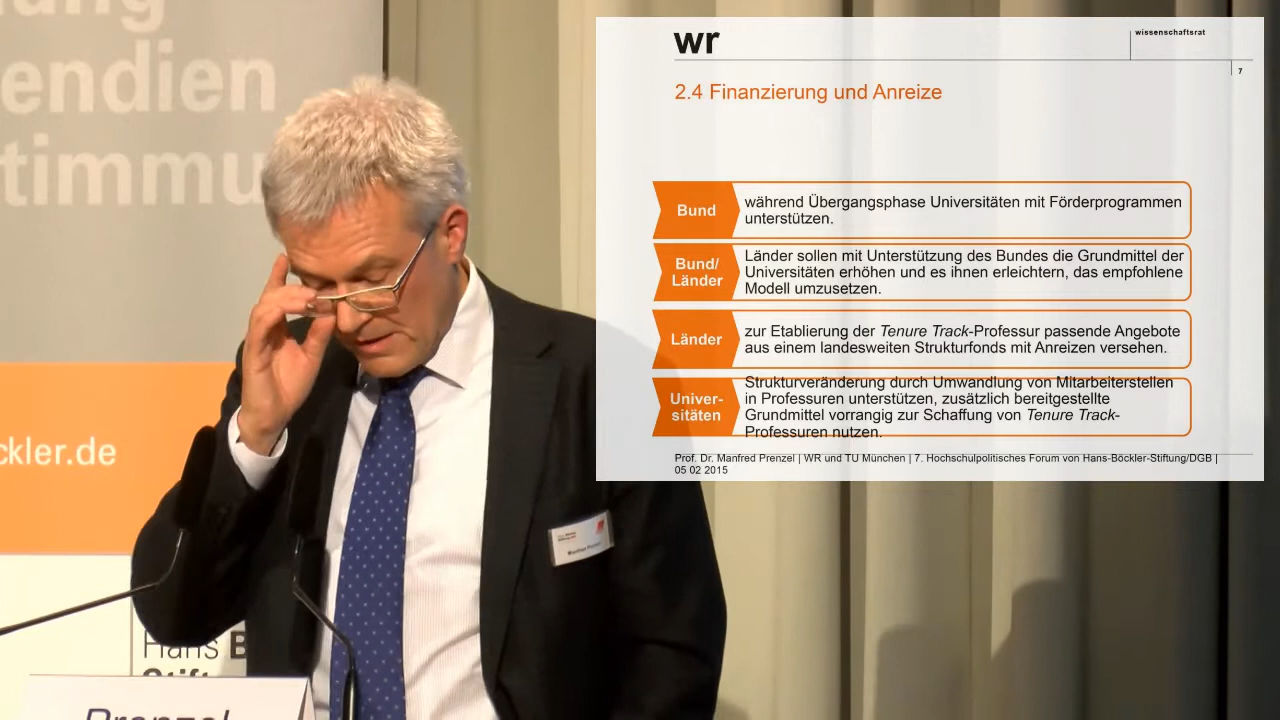 endien
timmu
ckler.de
Hans B
Prenzel
Manfred Prenzel
wr
wissenschaftsrat
7
2.4 Finanzierung und Anreize
Bund
während Übergangsphase Universitäten mit Förderprogrammen
unterstützen.
Bund/
Länder
Länder sollen mit Unterstützung des Bundes die Grundmittel der
Universitäten erhöhen und es ihnen erleichtern, das empfohlene
Modell umzusetzen.
Länder
zur Etablierung der Tenure Track-Professur passende Angebote
aus einem landesweiten Strukturfonds mit Anreizen versehen.
Univer-
sitäten
Strukturveränderung durch Umwandlung von Mitarbeiterstellen
in Professuren unterstützen, zusätzlich bereitgestellte
Grundmittel vorrangig zur Schaffung von Tenure Track-
Professuren nutzen.
Prof. Dr. Manfred Prenzel | WR und TU München | 7. Hochschulpolitisches Forum von Hans-Böckler-Stiftung/DGB |
05 02 2015